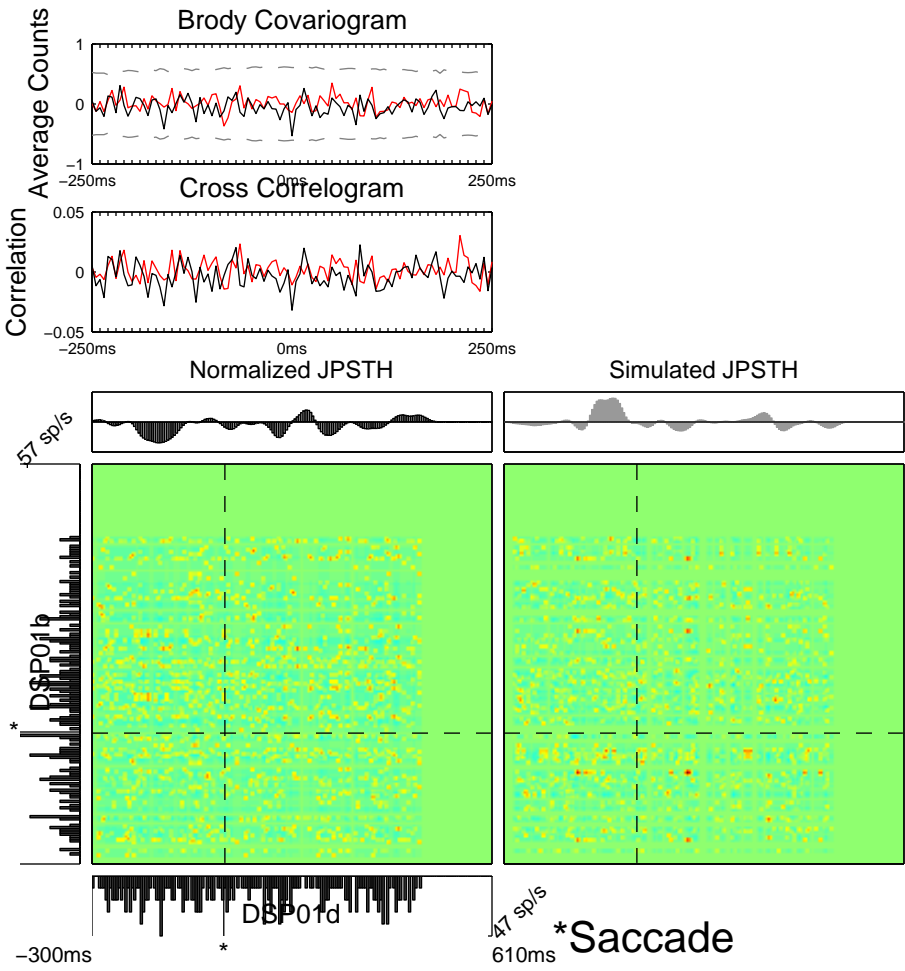 Brody Covariogram
Average Counts
1
0
−1
−250ms
0ms
250ms
Cross Correlogram
Correlation
0.05
0
−0.05
−250ms
0ms
250ms
Normalized JPSTH
Simulated JPSTH
57 sp/s
DSP01b
*
DSP01d
*
47 sp/s
*Saccade
−300ms
610ms